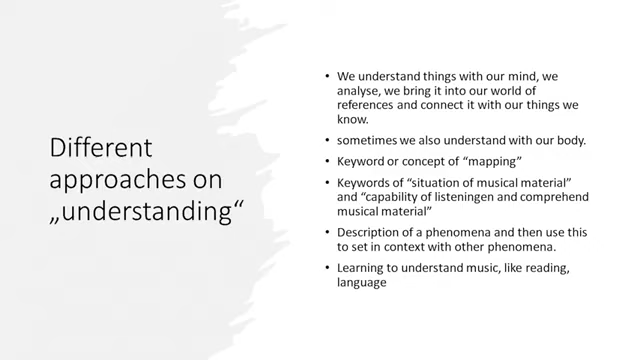 Different
approaches on
„understanding“
• We understand things with our mind, we
analyse, we bring it into our world of
references and connect it with our things we
know.
• sometimes we also understand with our body.
• Keyword or concept of “mapping”
• Keywords of “situation of musical material”
and “capability of listeningen and comprehend
musical material”
• Description of a phenomena and then use this
to set in context with other phenomena.
• Learning to understand music, like reading,
language